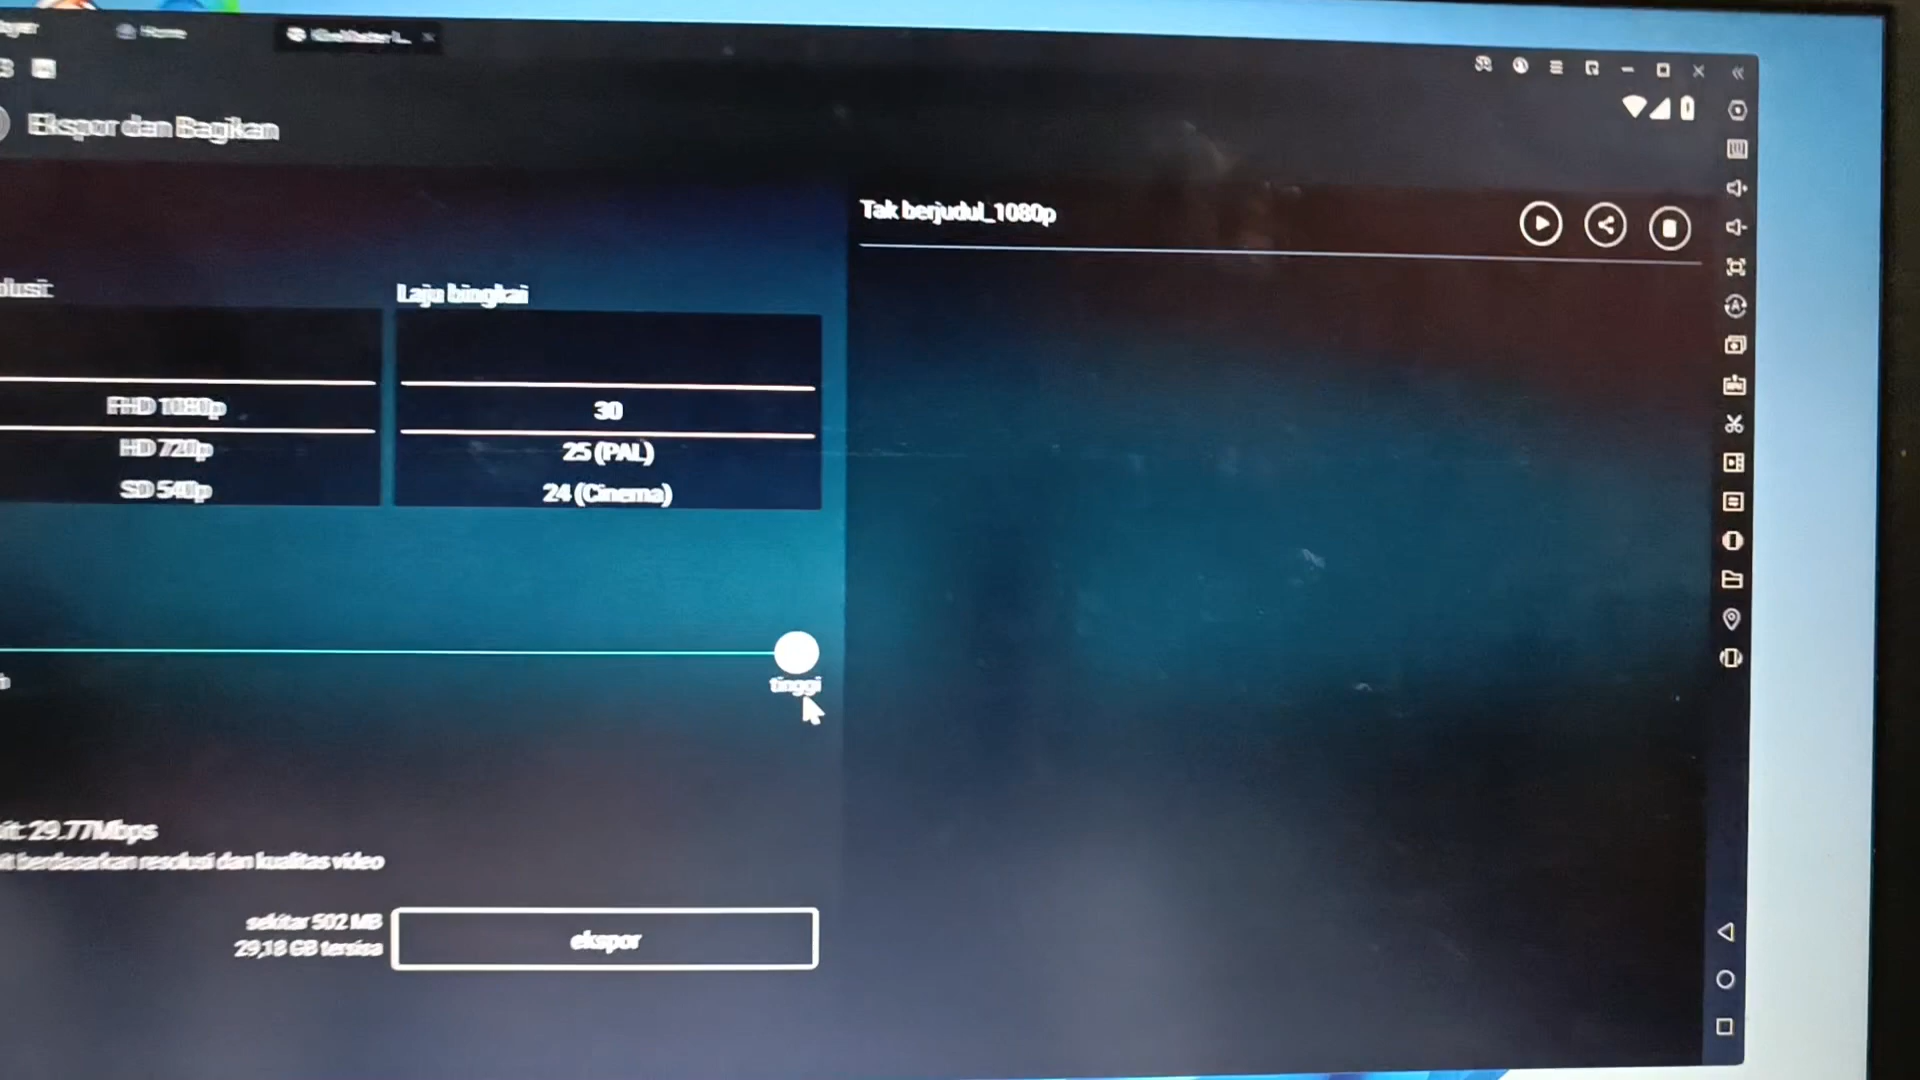 Home
Ekspor dan Bagikan
Tak berjudul_1080p
Laju bingkai
FHD 1080p
HD 720p
SD 540p
30
25 (PAL)
24 (Cinema)
tinggi
29.77Mbps
berdasarkan resolusi dan kualitas video
sekitar 502 MB
29,18 GB tersisa
ekspor